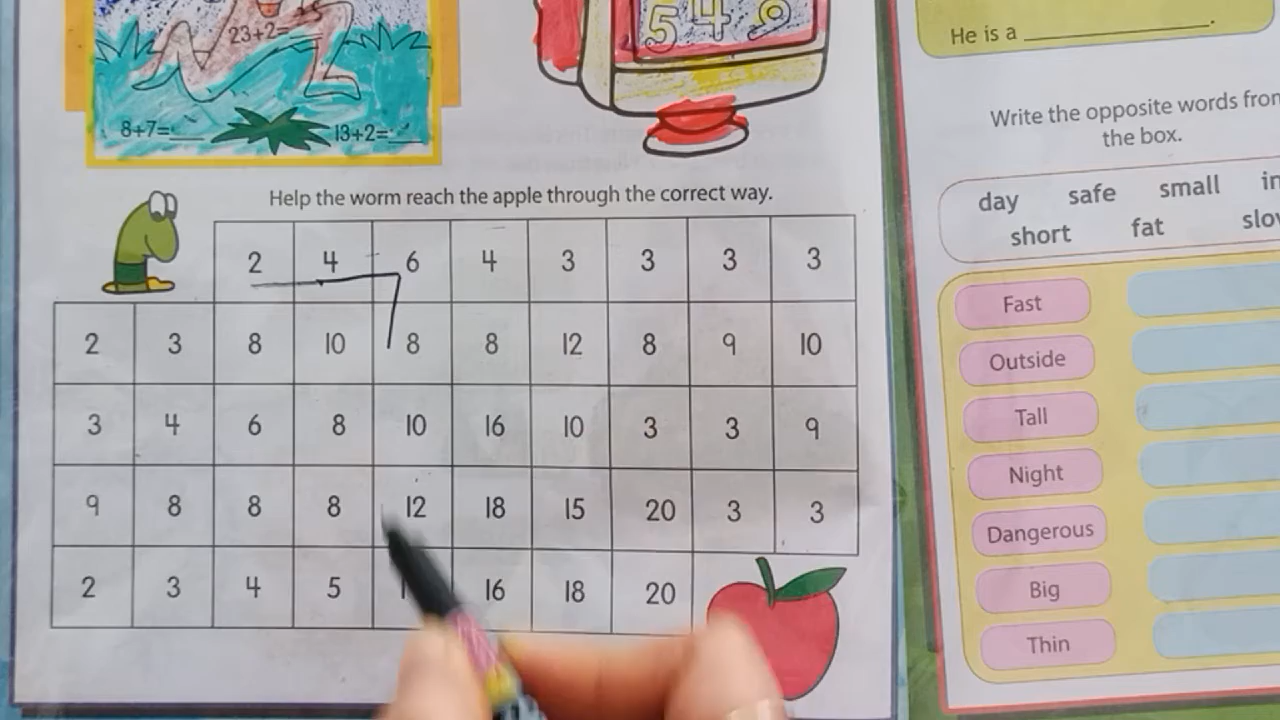 23+2=
8+7=
13+2=
5 4 9
Help the worm reach the apple through the correct way.
2 4 6 4 3 3 3 3
2 3 8 10 8 8 12 8 9 10
3 4 6 8 10 16 10 3 3 9
9 8 8 8 12 18 15 20 3 3
2 3 4 5 16 18 20
He is a
Write the opposite words from
the box.
day safe small in
short fat slo
Fast
Outside
Tall
Night
Dangerous
Big
Thin